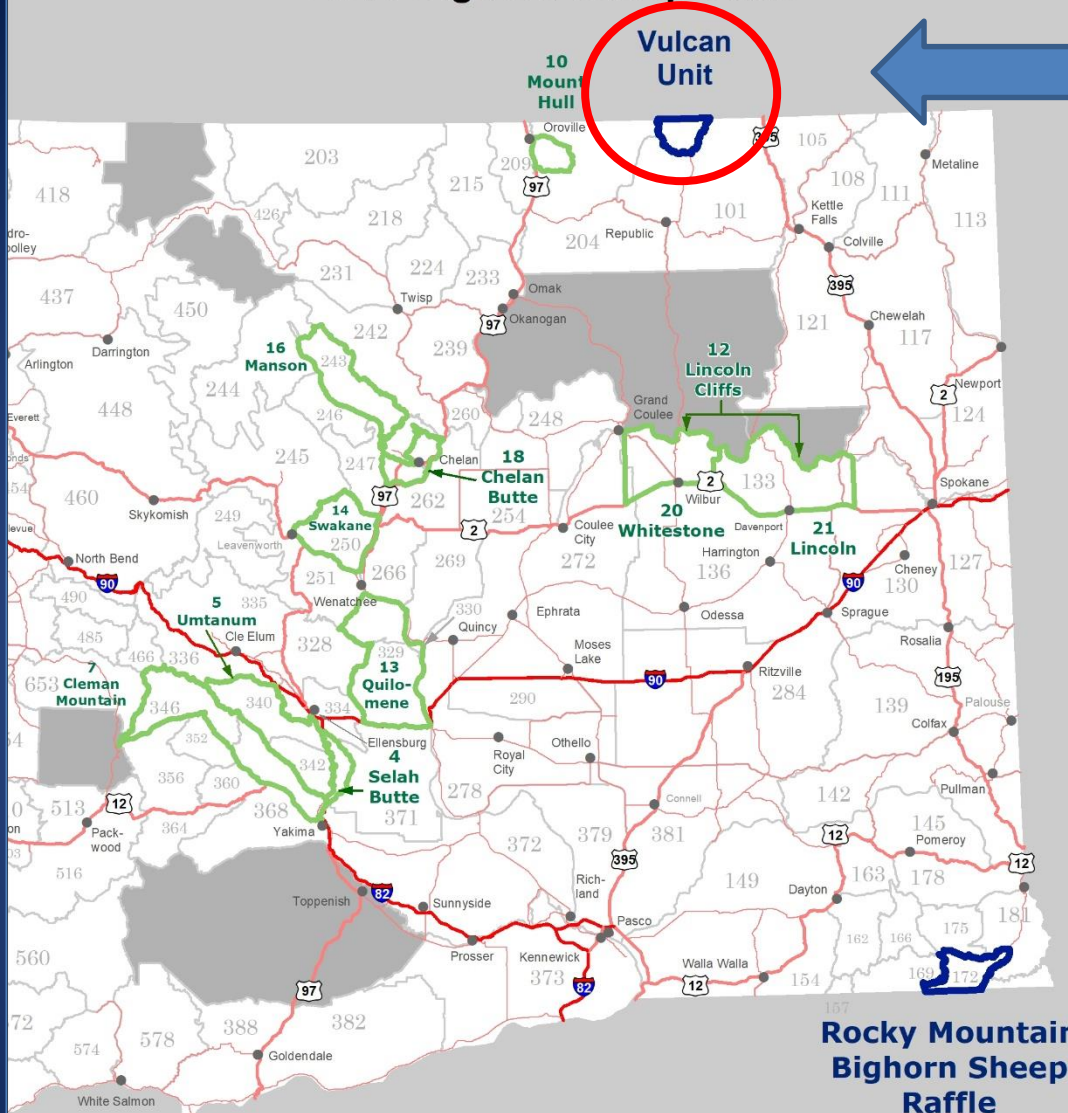 Vulcan
Unit
10
Mount
Hull
Oroville
395
105
Metaline
203
209
418
215
97
108
111
113
101
Kettle
Falls
426
218
204
Republic
Colville
231
224
233
437
450
Twisp
Omak
97
Okanogan
395
121
Chewelah
117
242
Darrington
Arlington
16
Manson
243
239
12
Lincoln
Cliffs
244
Newport
2
124
448
Everett
246
260
248
Grand
Coulee
245
247
Chelan
18
Chelan
Butte
2
133
Spokane
460
Skykomish
97
262
254
Wilbur
14
Swakane
249
250
Leavenworth
2
Coulee
City
20
Whitestone
Davenport
21
Lincoln
North Bend
269
272
Harrington
136
127
Cheney
130
90
251
266
90
490
335
Wenatchee
5
Umtanum
330
Ephrata
Odessa
Sprague
485
Cle Elum
328
Quincy
Rosalia
466
336
329
Moses
Lake
7
Cleman
Mountain
653
13
Quilo-
mene
Ritzville
90
195
340
284
346
334
290
139
Palouse
Colfax
352
Ellensburg
Othello
4
Selah
Butte
Royal
City
342
356
360
278
Pullman
513
12
142
Connell
368
371
379
381
Pack-
wood
364
Yakima
145
12
Pomeroy
372
516
395
12
149
163
178
Rich-
land
Dayton
82
Toppenish
Sunnyside
Pasco
181
175
162
166
Prosser
Kennewick
560
373
Walla Walla
154
169
172
82
12
97
382
388
157
578
574
Goldendale
Rocky Mountain
Bighorn Sheep
Raffle
White Salmon